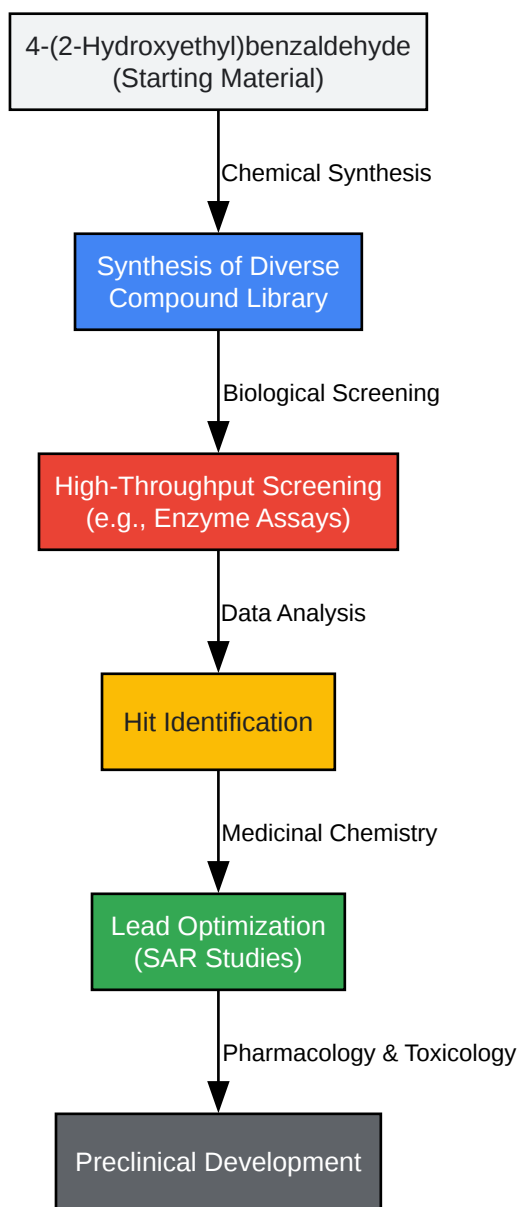 4-(2-Hydroxyethyl)benzaldehyde
(Starting Material)
Chemical Synthesis
Synthesis of Diverse
Compound Library
Biological Screening
High-Throughput Screening
(e.g., Enzyme Assays)
Data Analysis
Hit Identification
Medicinal Chemistry
Lead Optimization
(SAR Studies)
Pharmacology & Toxicology
Preclinical Development